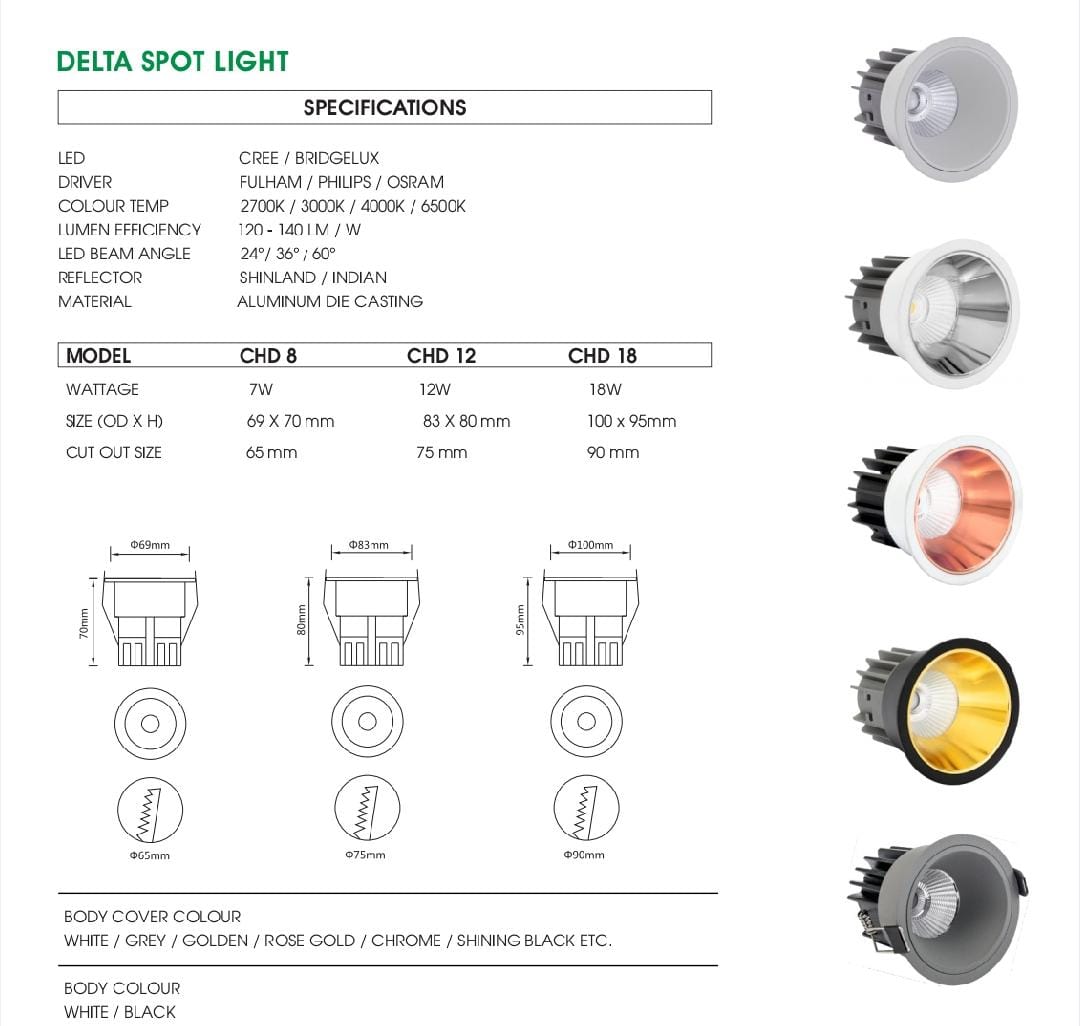 DELTA SPOT LIGHT
SPECIFICATIONS
LED CREE / BRIDGELUX
DRIVER FULHAM / PHILIPS / OSRAM
COLOUR TEMP 2700K / 3000K / 4000K / 6500K
LUMEN EFFICIENCY 120 - 140 LM / W
LED BEAM ANGLE 24°/ 36° / 60°
REFLECTOR SHINLAND / INDIAN
MATERIAL ALUMINUM DIE CASTING
MODEL CHD 8 CHD 12 CHD 18
WATTAGE 7W 12W 18W
SIZE (OD X H) 69 X 70 mm 83 X 80 mm 100 x 95mm
CUT OUT SIZE 65 mm 75 mm 90 mm
Φ69mm Φ83mm Φ100mm
70mm 80mm 95mm
Φ65mm Φ75mm Φ90mm
BODY COVER COLOUR
WHITE / GREY / GOLDEN / ROSE GOLD / CHROME / SHINING BLACK ETC.
BODY COLOUR
WHITE / BLACK